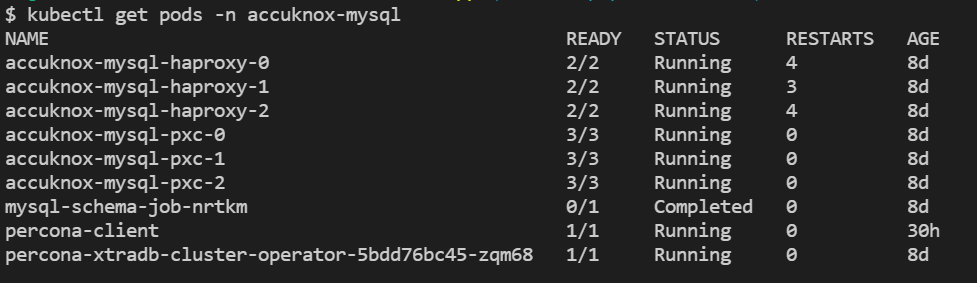 $ kubectl get pods -n accuknox-mysql
NAME READY STATUS RESTARTS AGE
accuknox-mysql-haproxy-0 2/2 Running 4 8d
accuknox-mysql-haproxy-1 2/2 Running 3 8d
accuknox-mysql-haproxy-2 2/2 Running 4 8d
accuknox-mysql-pxc-0 3/3 Running 0 8d
accuknox-mysql-pxc-1 3/3 Running 0 8d
accuknox-mysql-pxc-2 3/3 Running 0 8d
mysql-schema-job-nrtkm 0/1 Completed 0 8d
percona-client 1/1 Running 0 30h
percona-xtradb-cluster-operator-5bdd76bc45-zqm68 1/1 Running 0 8d